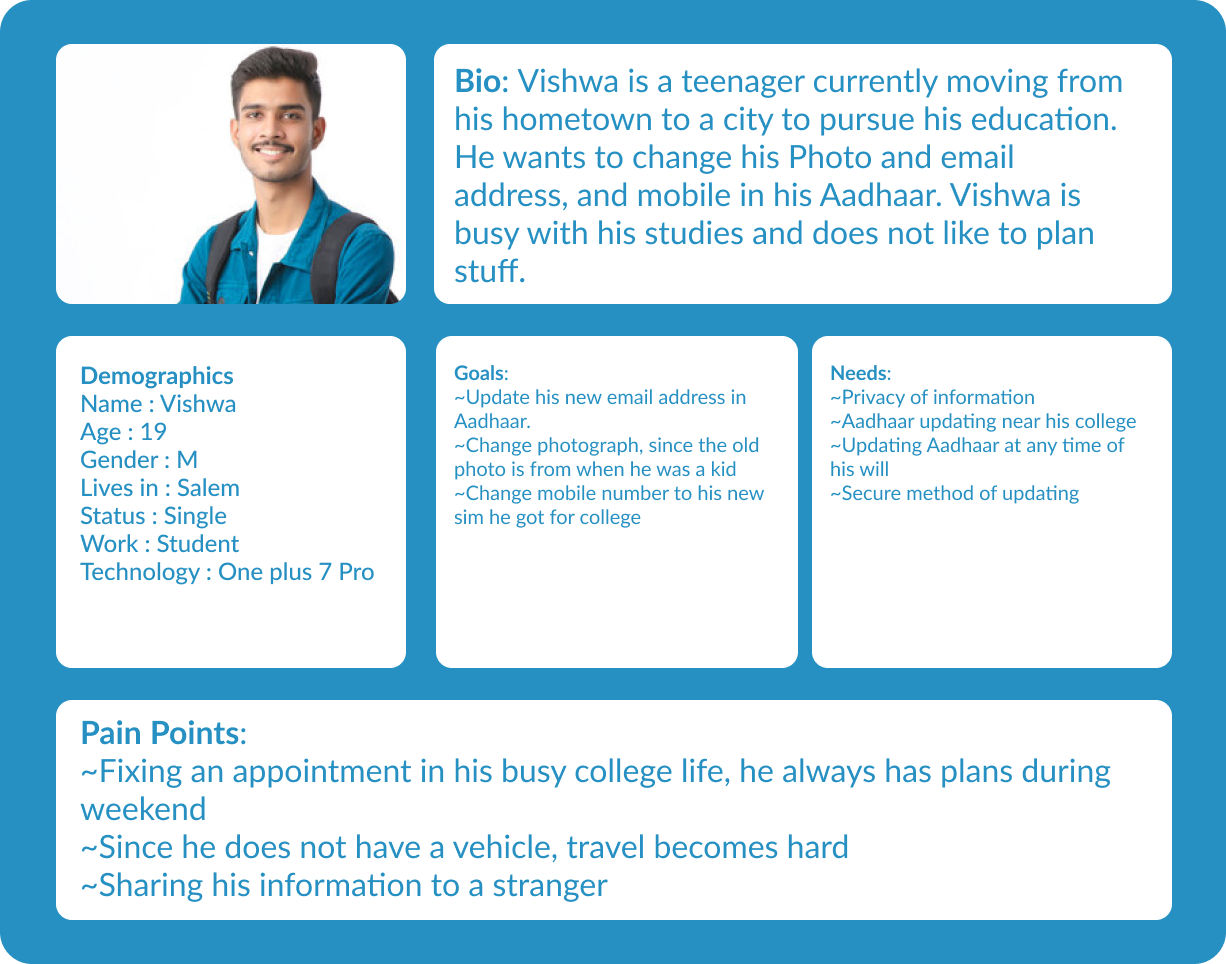 Bio: Vishwa is a teenager currently moving from
his hometown to a city to pursue his education.
He wants to change his Photo and email
address, and mobile in his Aadhaar. Vishwa is
busy with his studies and does not like to plan
stuff.
Demographics
Name : Vishwa
Age : 19
Gender : M
Lives in : Salem
Status : Single
Work : Student
Technology : One plus 7 Pro
Goals:
~Update his new email address in
Aadhaar.
~Change photograph, since the old
photo is from when he was a kid
~Change mobile number to his new
sim he got for college
Needs:
~Privacy of information
~Aadhaar updating near his college
~Updating Aadhaar at any time of
his will
~Secure method of updating
Pain Points:
~Fixing an appointment in his busy college life, he always has plans during
weekend
~Since he does not have a vehicle, travel becomes hard
~Sharing his information to a stranger